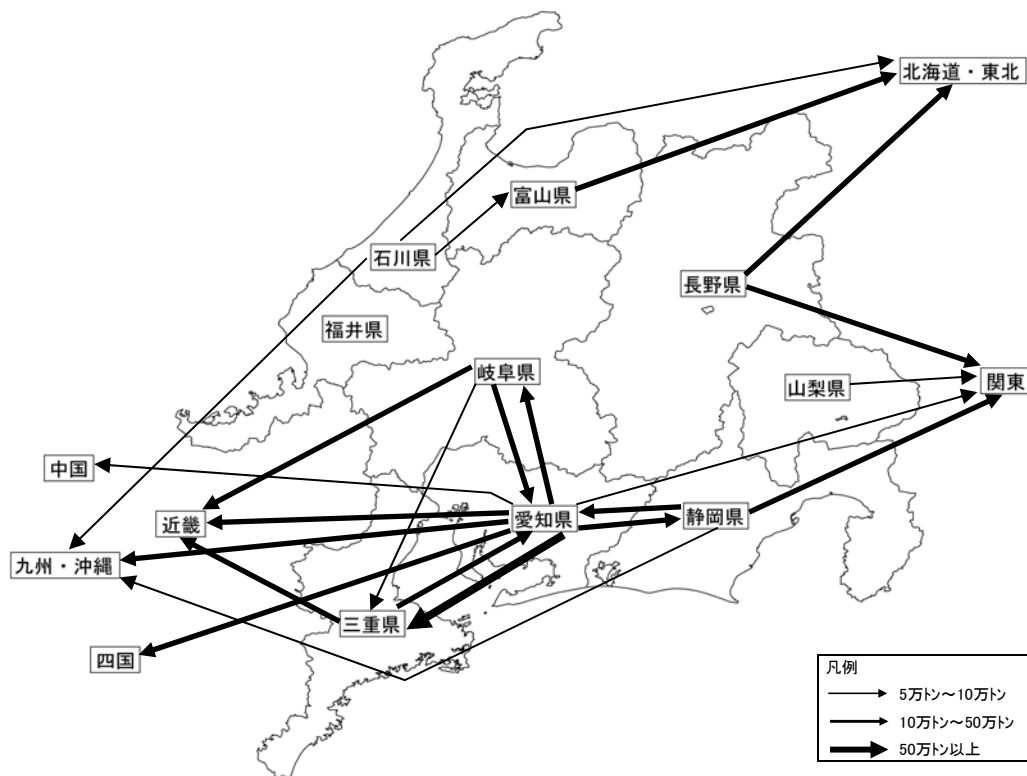 北海道・東北
富山県
石川県
長野県
福井県
岐阜県
山梨県
関東
中国
近畿
愛知県
静岡県
九州・沖縄
三重県
四国
凡例
5万トン～10万トン
10万トン～50万トン
50万トン以上